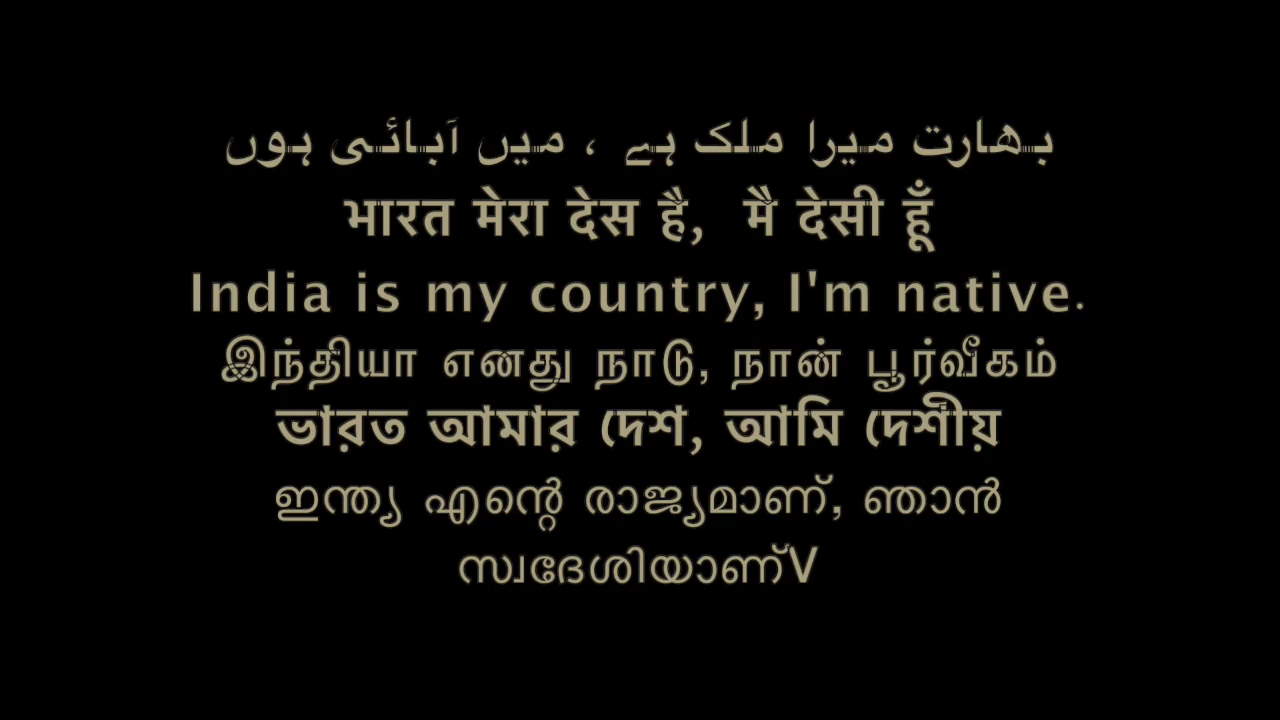 بھارت میرا ملک ہے ، میں آبائی ہوں
भारत मेरा देस है, मै देसी हूँ
India is my country, I'm native.
இந்தியா எனது நாடு, நான் பூர்வீகம்
ভারত আমার দেশ, আমি দেশীয়
ഇന്ത്യ എന്റെ രാജ്യമാണ്, ഞാൻ
സ്വദേശിയാണ്V